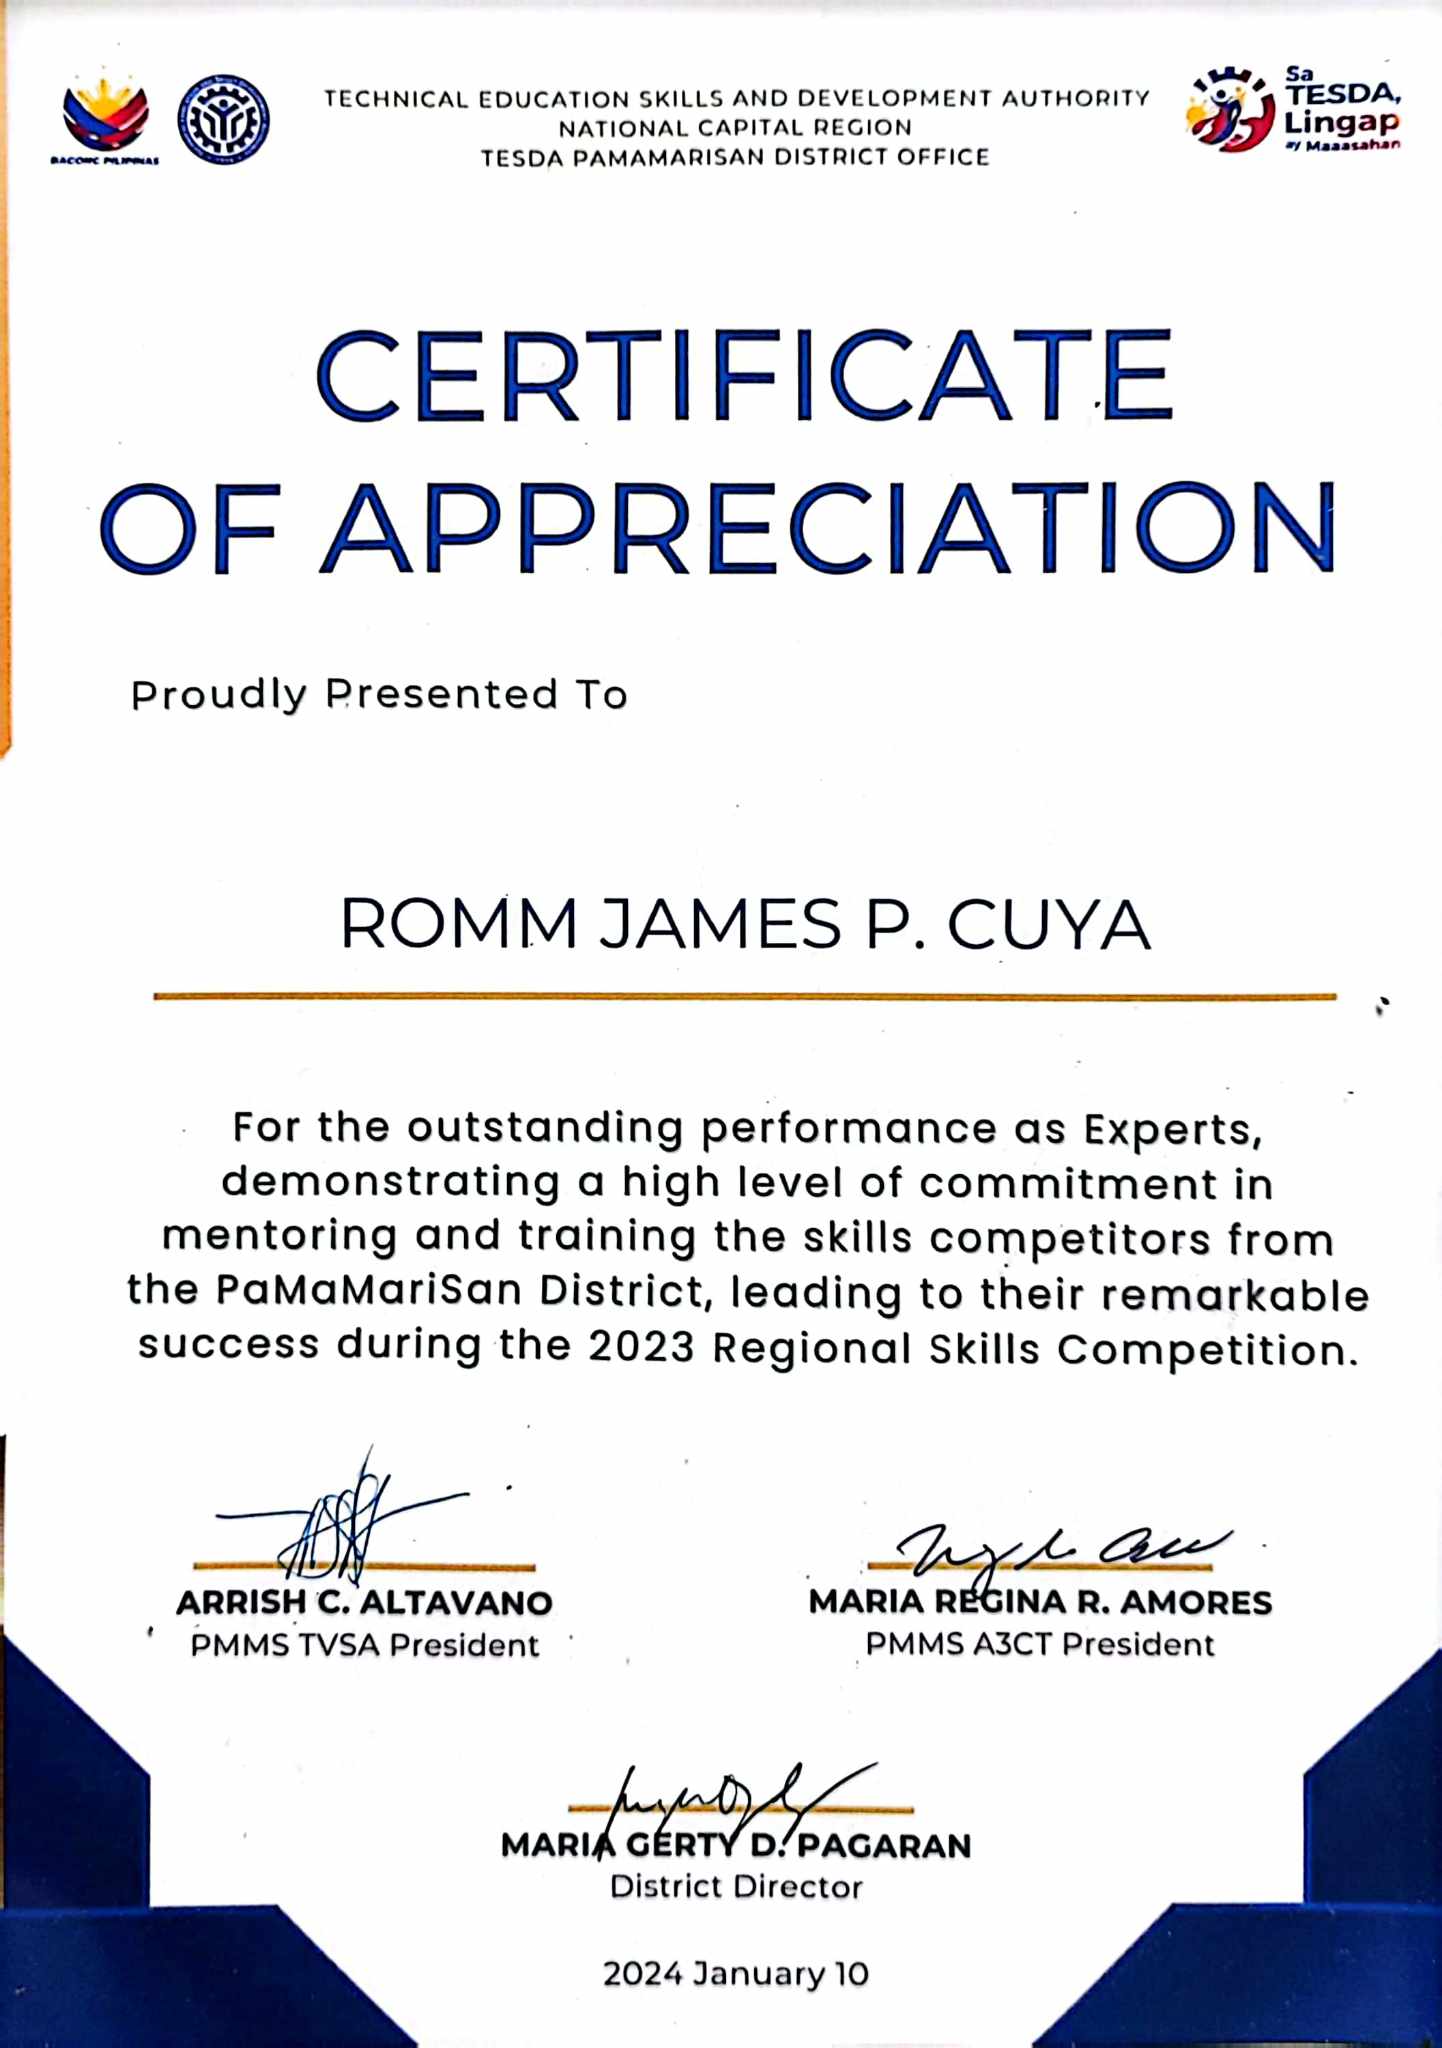 BAGONG PILIPINAS
TECHNICAL EDUCATION SKILLS AND DEVELOPMENT AUTHORITY
NATIONAL CAPITAL REGION
TESDA PAMAMARISAN DISTRICT OFFICE
Sa
TESDA,
Lingap
ay Maaasahan
CERTIFICATE
OF APPRECIATION
Proudly Presented To
ROMM JAMES P. CUYA
For the outstanding performance as Experts,
demonstrating a high level of commitment in
mentoring and training the skills competitors from
the PaMaMariSan District, leading to their remarkable
success during the 2023 Regional Skills Competition.
ARRISH C. ALTAVANO
PMMS TVSA President
MARIA REGINA R. AMORES
PMMS A3CT President
MARIA GERTY D. PAGARAN
District Director
2024 January 10